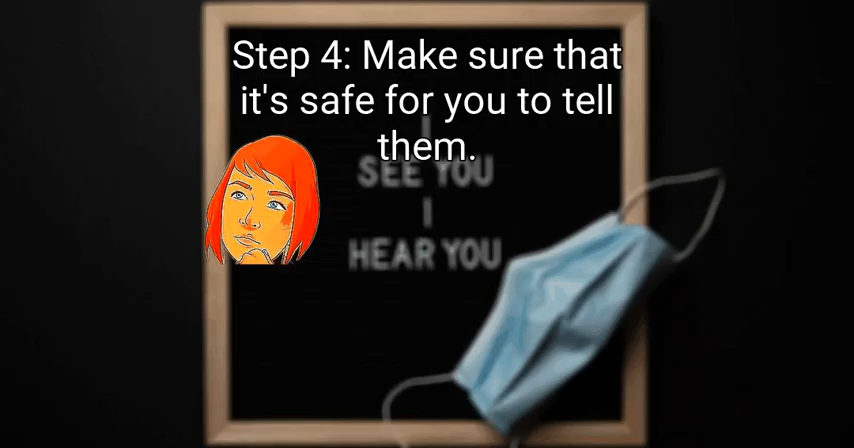 Step 4: Make sure that
it's safe for you to tell
them.
I
SEE YOU
I
HEAR YOU